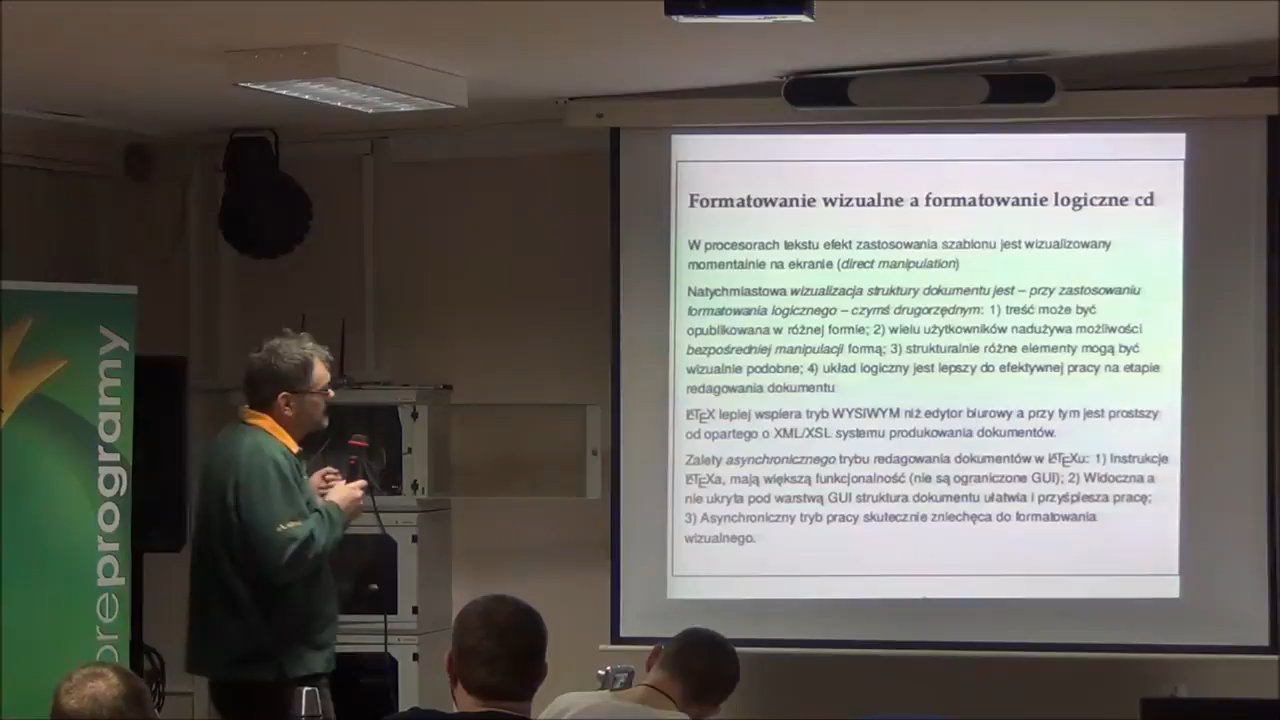 Formatowanie wizualne a formatowanie logiczne cd
W procesorach tekstu efekt zastosowania szablonu jest wizualizowany
momentalnie na ekranie (direct manipulation)
Natychmiastowa wizualizacja struktury dokumentu jest – przy zastosowaniu
formatowania logicznego – czymś drugorzędnym: 1) treść może być
opublikowana w różnej formie; 2) wielu użytkowników nadużywa możliwości
bezpośredniej manipulacji formą; 3) strukturalnie różne elementy mogą być
wizualnie podobne; 4) układ logiczny jest lepszy do efektywnej pracy na etapie
redagowania dokumentu
LATEX lepiej wspiera tryb WYSIWYM niż edytor biurowy a przy tym jest prostszy
od opartego o XML/XSL systemu produkowania dokumentów.
Zalety asynchronicznego trybu redagowania dokumentów w LATEXu: 1) Instrukcje
LATEXa, mają większą funkcjonalność (nie są ograniczone GUI); 2) Widoczna a
nie ukryta pod warstwą GUI struktura dokumentu ułatwia i przyśpiesza pracę;
3) Asynchroniczny tryb pracy skutecznie zniechęca do formatowania
wizualnego.
reprogramy